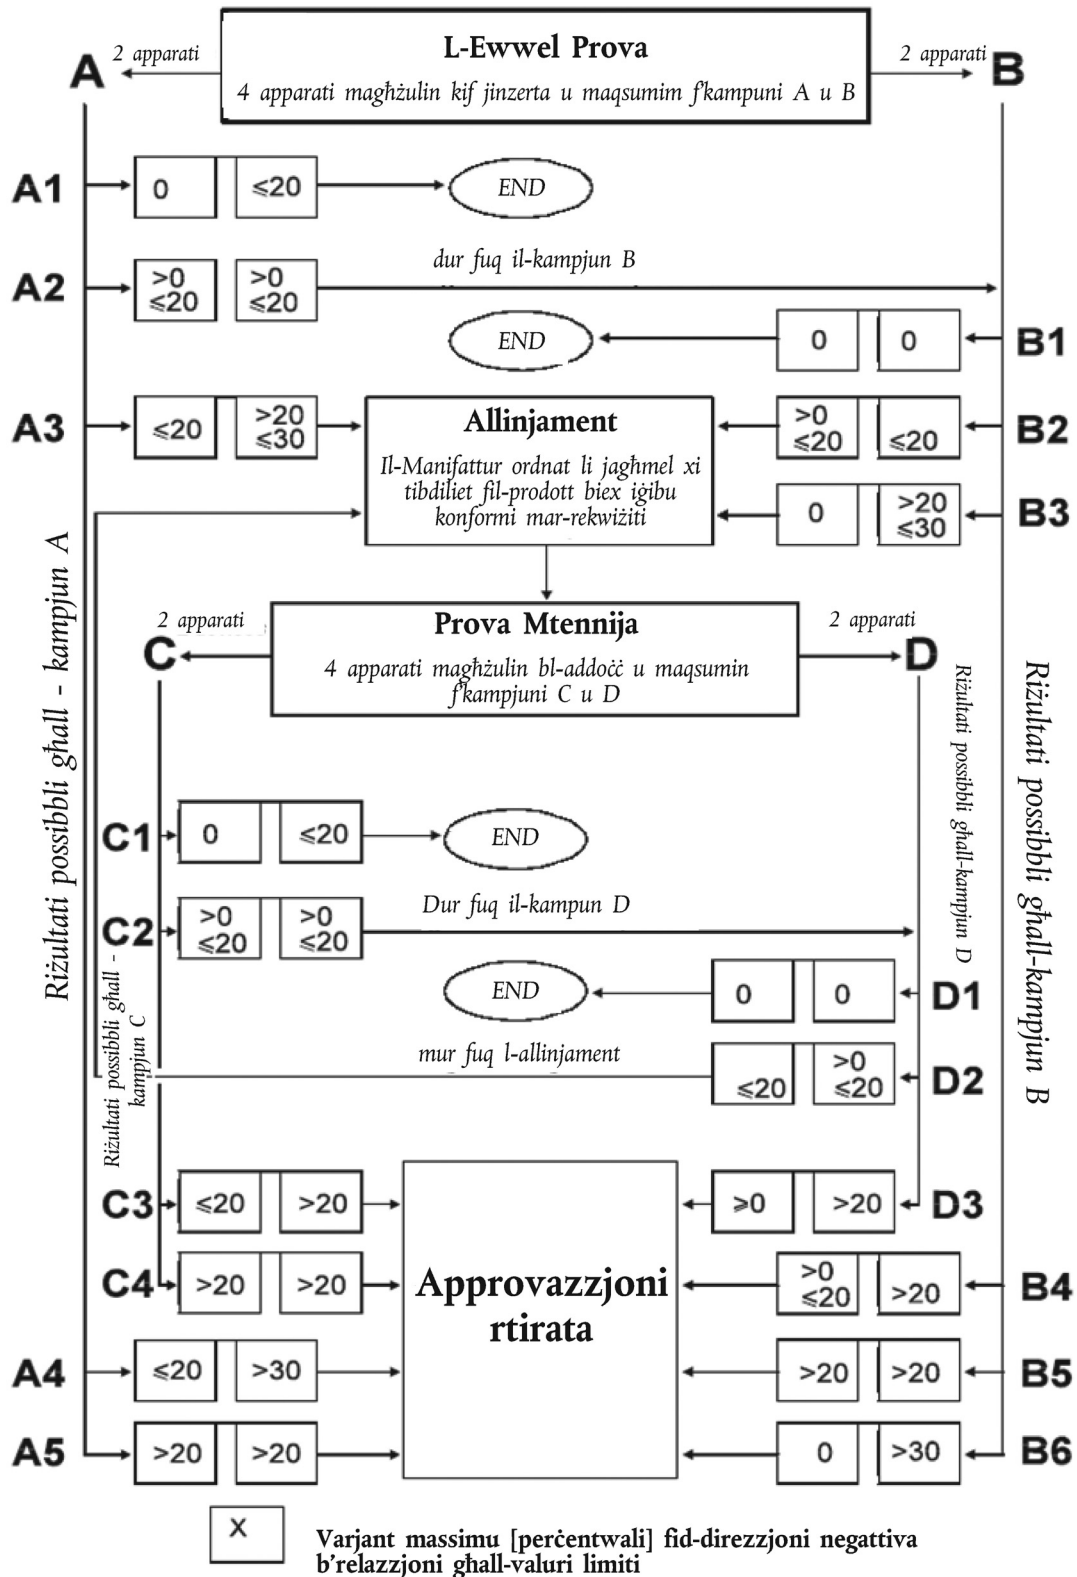 L-Ewwel Prova
A 2 apparati 2 apparati B
4 apparati magħżulin kif jinzerta u maqsumim f'kampuni A u B
A1 0 ⩽20 END
dur fuq il-kampjun B
A2 >0 ⩽20 >0 ⩽20
END 0 0 B1
A3 ⩽20 >20 ⩽30
Allinjament
Il-Manifattur ordnat li jagħmel xi
tibdiliet fil-prodott biex iġibu
konformi mar-rekwiżiti
>0 ⩽20 ⩽20 B2
0 >20 ⩽30 B3
Riżultati possibbli għall - kampjun A
2 apparati 2 apparati
C D
Prova Mtennija
4 apparati magħżulin bl-addoċċ u maqsumin
f'kampjuni C u D
Riżultati possibbli għall-kampjun D
Riżultati possibbli għall-kampjun B
C1 0 ⩽20 END
Dur fuq il-kampun D
C2 >0 ⩽20 >0 ⩽20
END 0 0 D1
Riżultati possibbli għall -
kampjun C
mur fuq l-allinjament
⩽20 >0 ⩽20 D2
C3 ⩽20 >20
⩾0 >20 D3
C4 >20 >20
Approvazzjoni
rtirata
>0 ⩽20 >20 B4
A4 ⩽20 >30
>20 >20 B5
A5 >20 >20
0 >30 B6
X
Varjant massimu [perċentwali] fid-direzzjoni negattiva
b'relazzjoni għall-valuri limiti